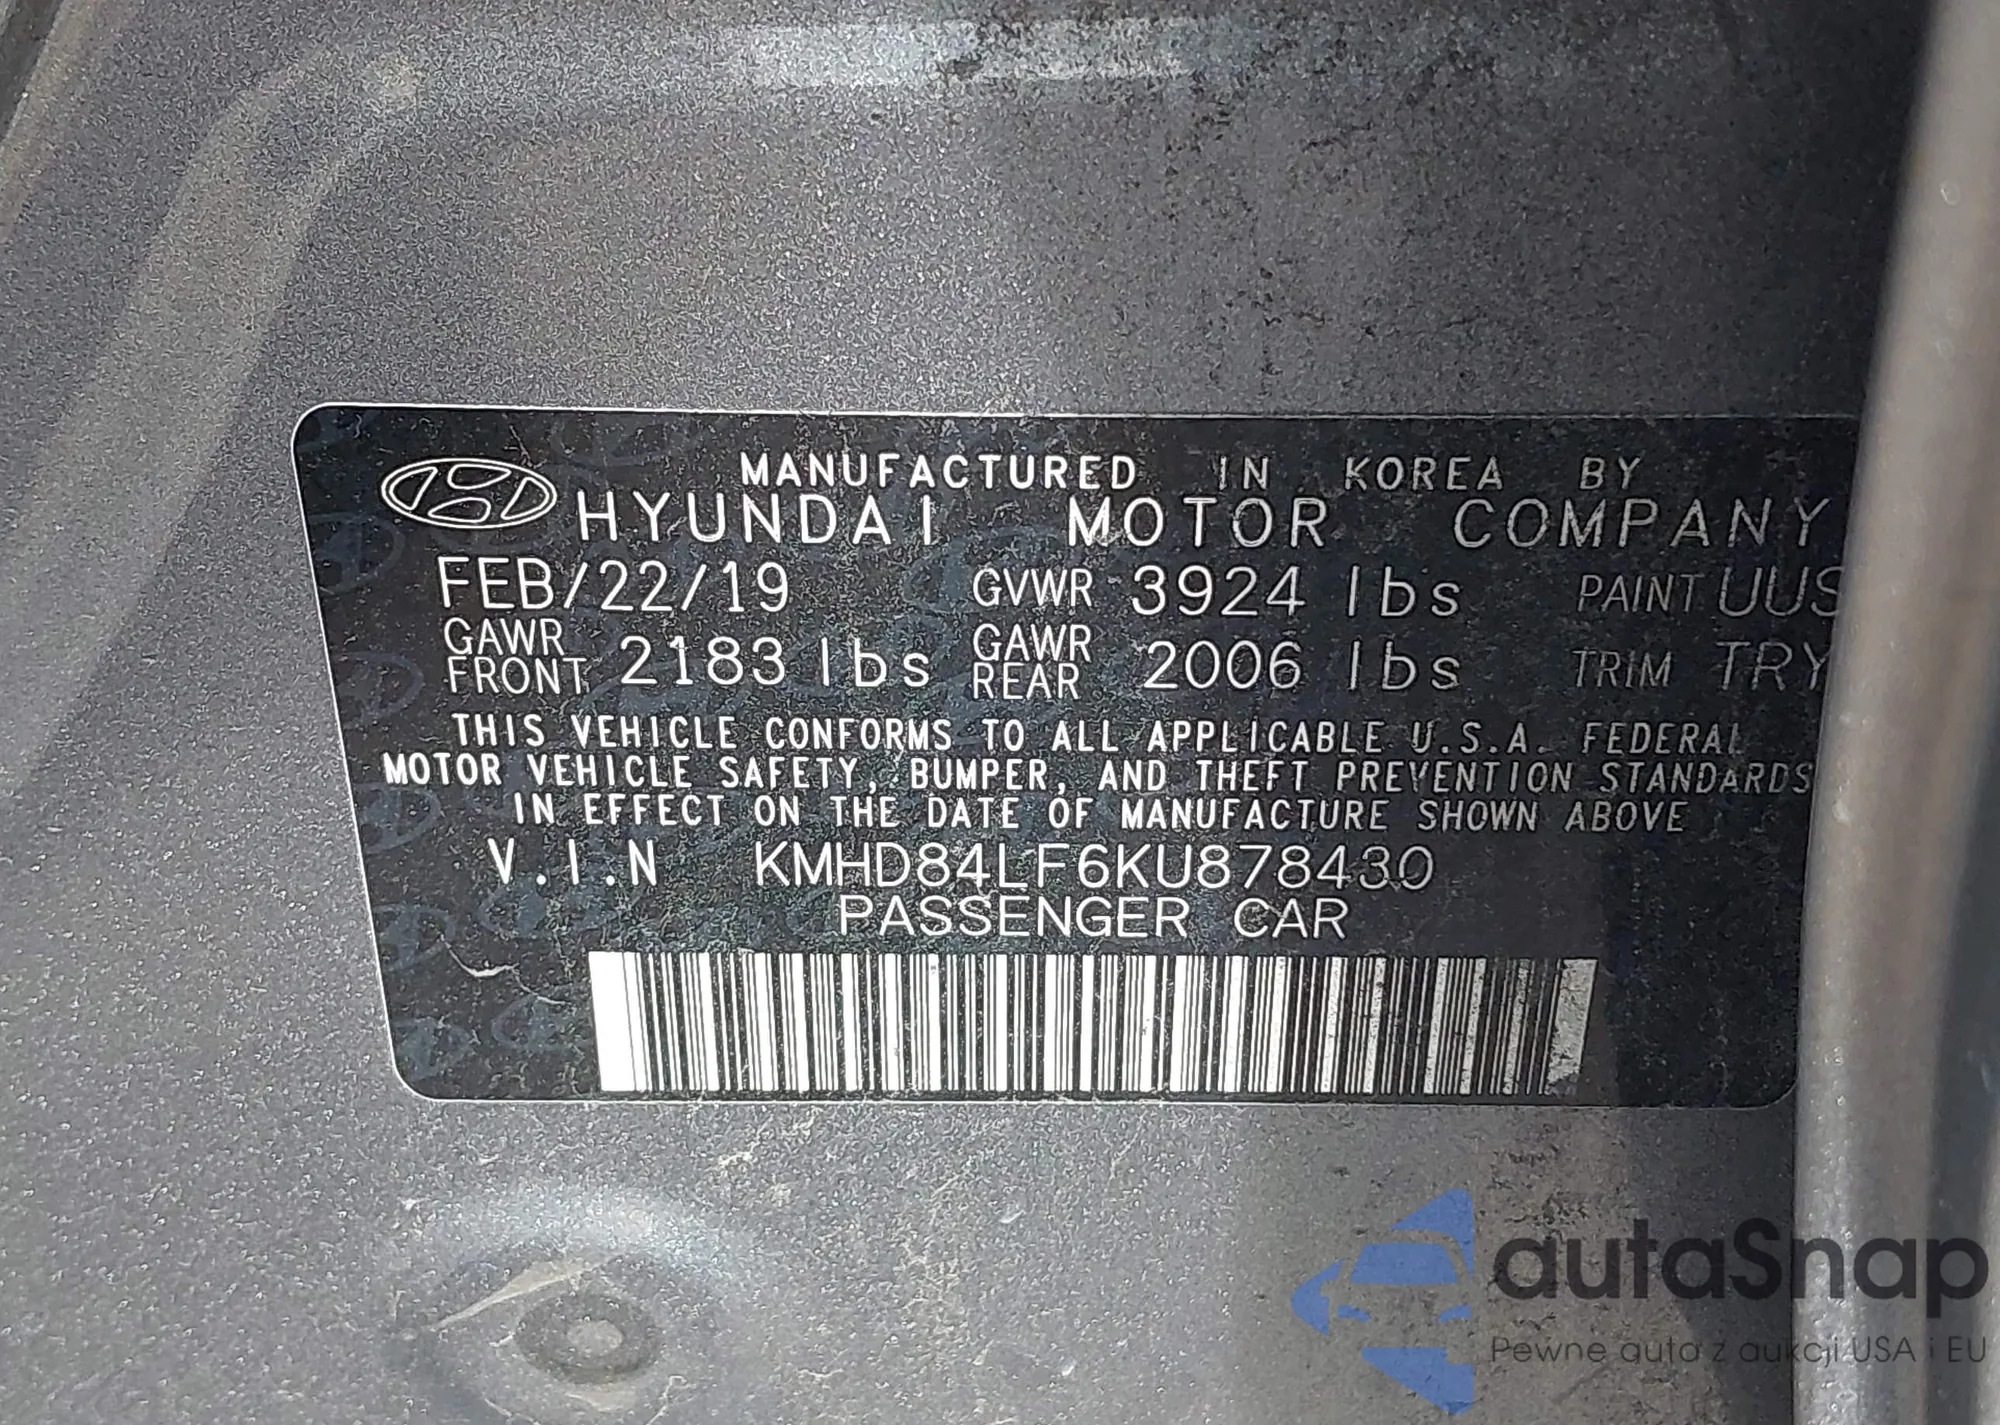 MANUFACTURED IN KOREA BY
HYUNDAI MOTOR COMPANY
FEB/22/19 GVWR 3924 lbs PAINT UUS
GAWR FRONT 2183 lbs GAWR REAR 2006 lbs TRIM TRY
THIS VEHICLE CONFORMS TO ALL APPLICABLE U.S.A. FEDERAL
MOTOR VEHICLE SAFETY, BUMPER, AND THEFT PREVENTION STANDARDS
IN EFFECT ON THE DATE OF MANUFACTURE SHOWN ABOVE
V.I.N KMHD84LF6KU878430
PASSENGER CAR
autaSnap
Pewne auta z aukcji USA i EU